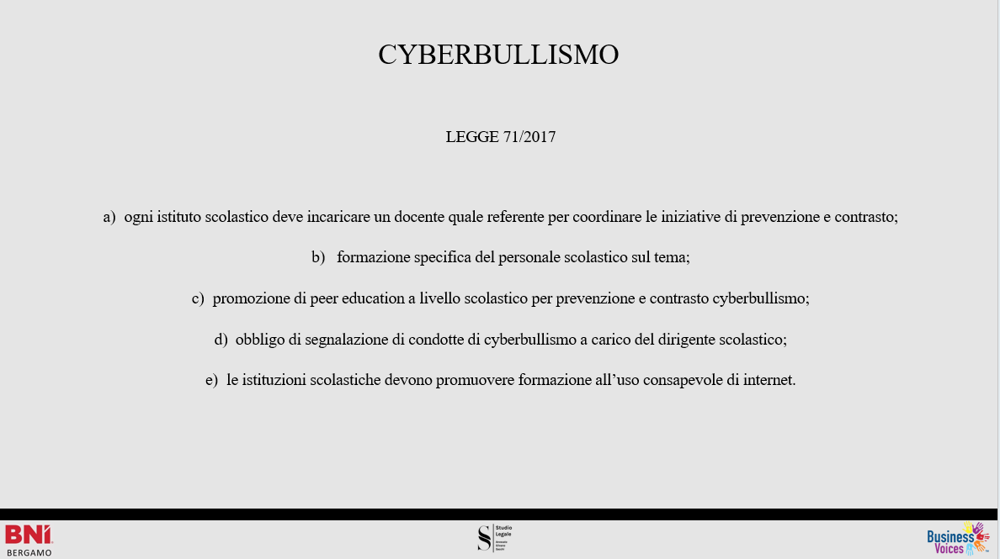 CYBERBULLISMO
LEGGE 71/2017
a) ogni istituto scolastico deve incaricare un docente quale referente per coordinare le iniziative di prevenzione e contrasto;
b) formazione specifica del personale scolastico sul tema;
c) promozione di peer education a livello scolastico per prevenzione e contrasto cyberbullismo;
d) obbligo di segnalazione di condotte di cyberbullismo a carico del dirigente scolastico;
e) le istituzioni scolastiche devono promuovere formazione all’uso consapevole di internet.
BNI
BERGAMO
S
Studio
Legale
Business
Voices